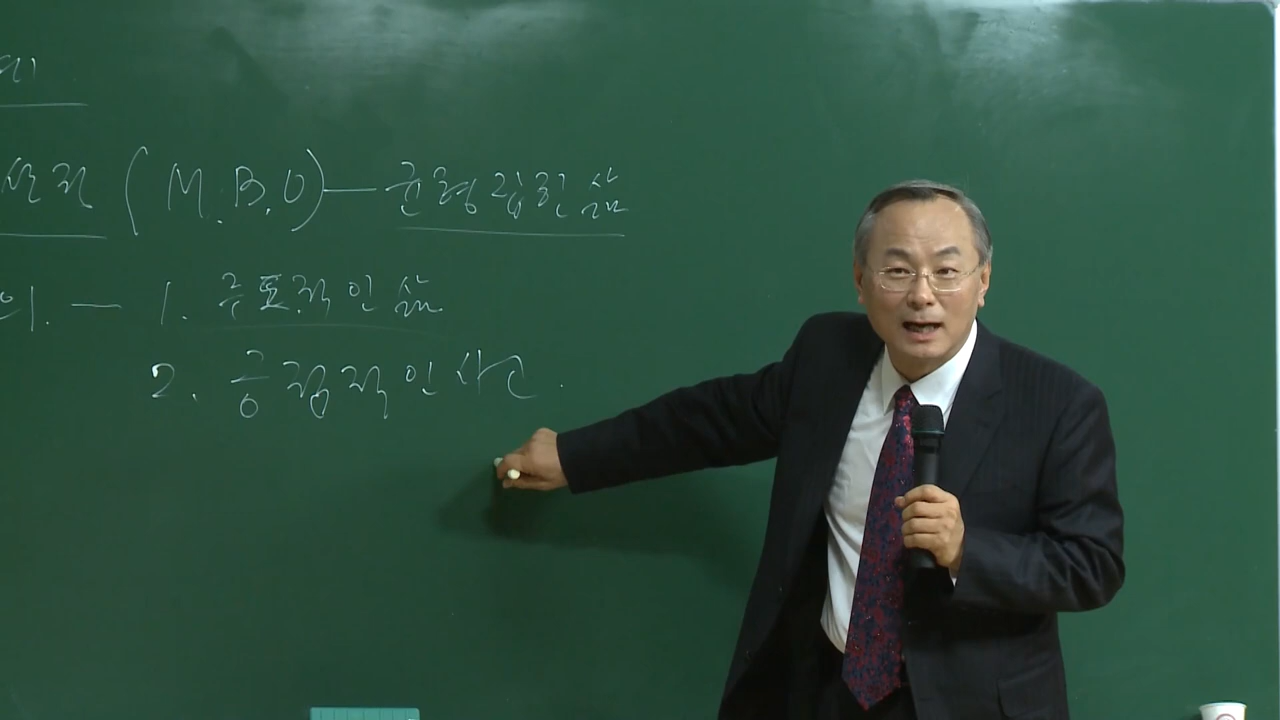 (M.B.O) — 균형잡힌 삶
— 1. 주도적인 삶
2. 긍정적인 사고.